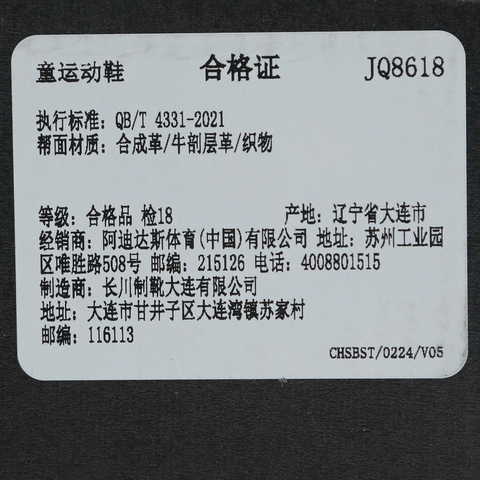 童运动鞋 合格证 JQ8618
执行标准: QB/T 4331-2021
帮面材质: 合成革/牛剖层革/织物
等级: 合格品 检18 产地: 辽宁省大连市
经销商: 阿迪达斯体育(中国)有限公司 地址: 苏州工业园
区唯胜路508号 邮编: 215126 电话: 4008801515
制造商: 长川制靴大连有限公司
地址: 大连市甘井子区大连湾镇苏家村
邮编: 116113
CHSBST/0224/V05